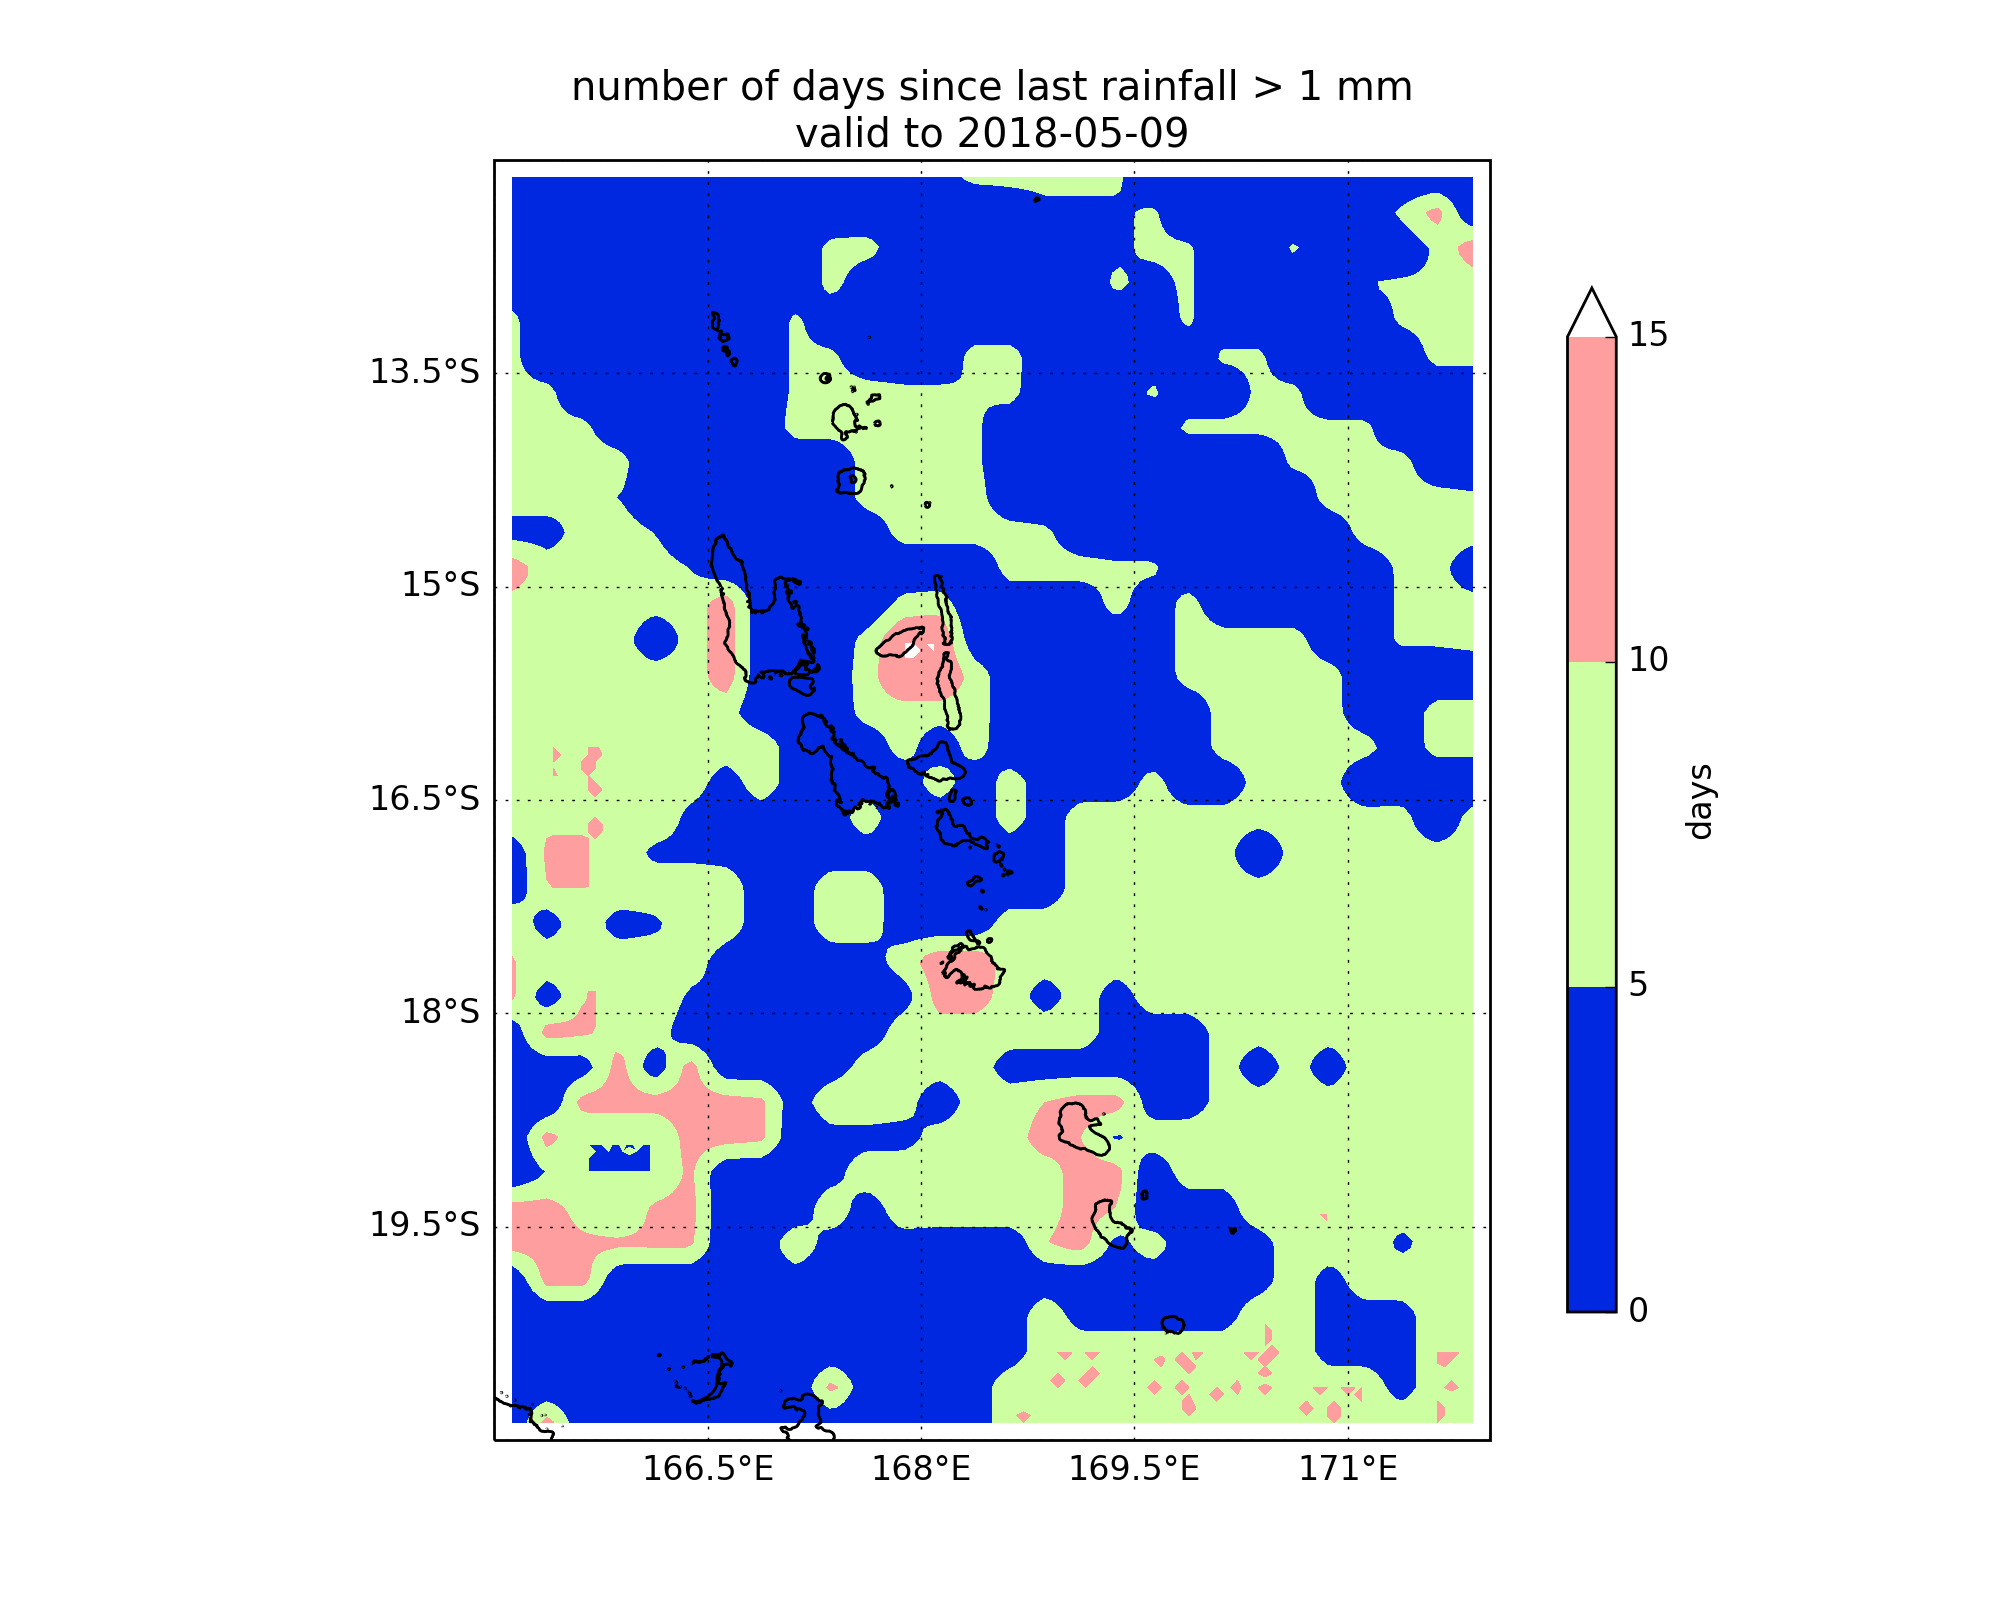 number of days since last rainfall > 1 mm
valid to 2018-05-09
13.5°S
15°S
16.5°S
18°S
19.5°S
166.5°E
168°E
169.5°E
171°E
15
10
5
0
days